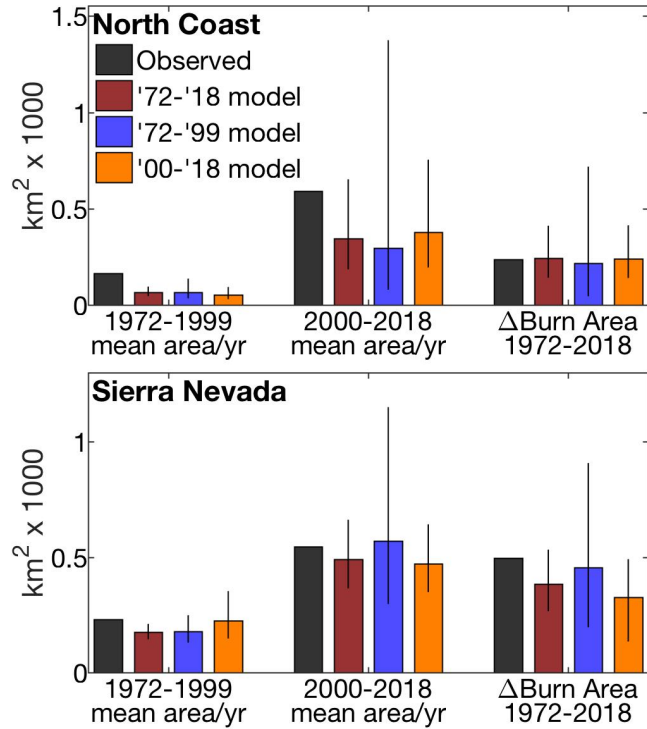 North Coast
Observed
'72-'18 model
'72-'99 model
'00-'18 model
1.5
1
0.5
0
km² x 1000
1972-1999
mean area/yr
2000-2018
mean area/yr
ΔBurn Area
1972-2018
Sierra Nevada
1
0.5
0
km² x 1000
1972-1999
mean area/yr
2000-2018
mean area/yr
ΔBurn Area
1972-2018